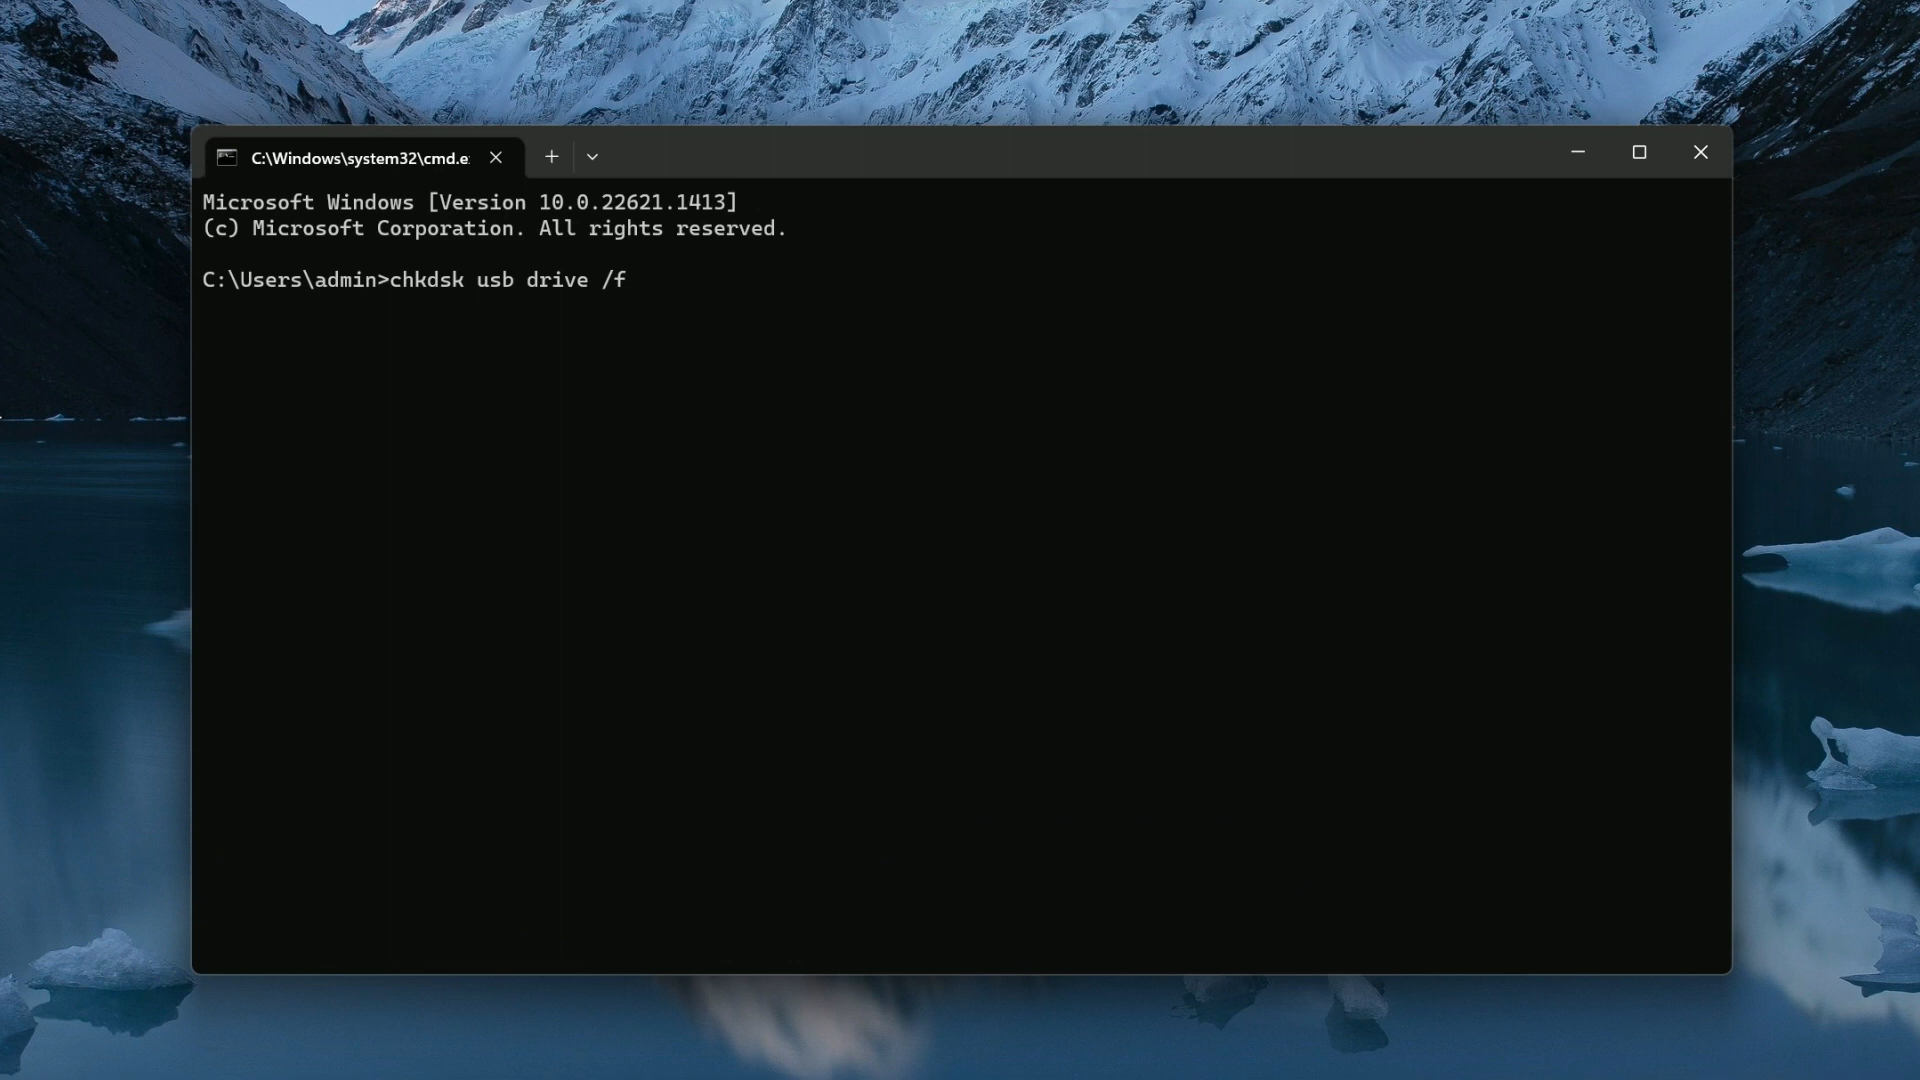 C:\Windows\system32\cmd.e
Microsoft Windows [Version 10.0.22621.1413]
(c) Microsoft Corporation. All rights reserved.
C:\Users\admin>chkdsk usb drive /f